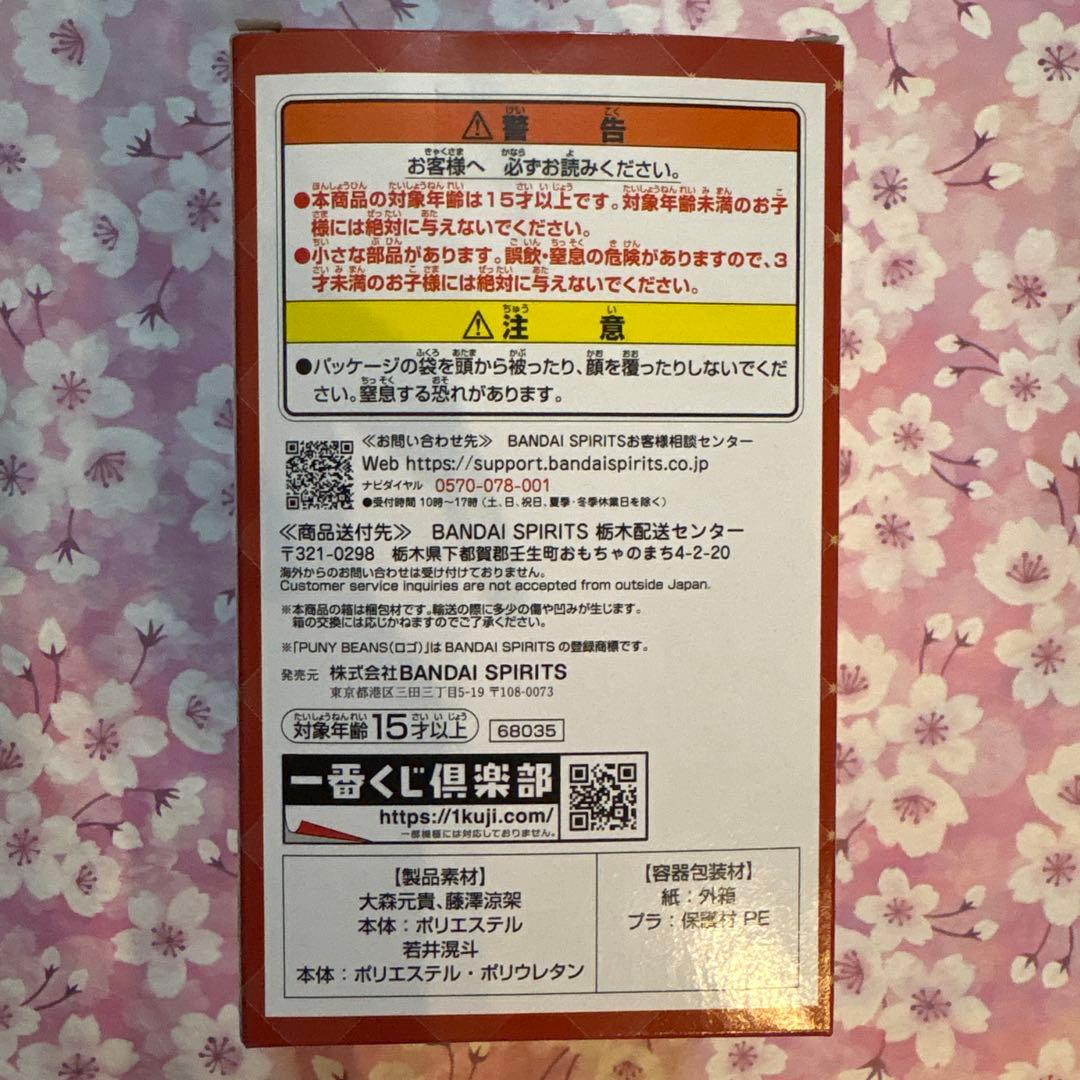 ⚠警告
お客様へ 必ずお読みください。
●本商品の対象年齢は15才以上です。対象年齢未満のお子
様には絶対に与えないでください。
●小さな部品があります。誤飲・窒息の危険がありますので、3
才未満のお子様には絶対に与えないでください。
⚠注意
●パッケージの袋を頭から被ったり、顔を覆ったりしないでくだ
さい。窒息する恐れがあります。
≪お問い合わせ先≫ BANDAI SPIRITSお客様相談センター
Web https://support.bandaispirits.co.jp
ナビダイヤル 0570-078-001
●受付時間 10時～17時（土、日、祝日、夏季・冬季休業日を除く）
≪商品送付先≫ BANDAI SPIRITS 栃木配送センター
〒321-0298 栃木県下都賀郡壬生町おもちゃのまち4-2-20
海外からのお問い合わせは受け付けておりません。
Customer service inquiries are not accepted from outside Japan.
※本商品の箱は梱包材です。輸送の際に多少の傷や凹みが生じます。
箱の交換には応じかねますのでご了承ください。
※「PUNY BEANS(ロゴ)」はBANDAI SPIRITSの登録商標です。
発売元 株式会社BANDAI SPIRITS
東京都港区三田三丁目5-19 〒108-0073
対象年齢15才以上 68035
一番くじ倶楽部
https://1kuji.com/
一部機種には対応しておりません。
【製品素材】
大森元貴、藤澤涼架
本体：ポリエステル
若井滉斗
本体：ポリエステル・ポリウレタン
【容器包装材】
紙：外箱
プラ：保護材 PE